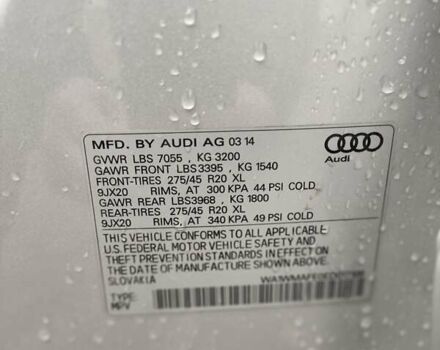 MFD. BY AUDI AG 03 14
GVWR LBS 7055 , KG 3200
GAWR FRONT LBS3395 , KG 1540
FRONT-TIRES 275/45 R20 XL
9JX20 RIMS, AT 300 KPA 44 PSI COLD
GAWR REAR LBS3968 , KG 1800
REAR-TIRES 275/45 R20 XL
9JX20 RIMS, AT 340 KPA 49 PSI COLD
THIS VEHICLE CONFORMS TO ALL APPLICABLE
U.S. FEDERAL MOTOR VEHICLE SAFETY AND
THEFT PREVENTION STANDARDS IN EFFECT ON THE
DATE OF MANUFACTURE SHOWN ABOVE.
SLOVAKIA
TYPE:
MPV
Audi